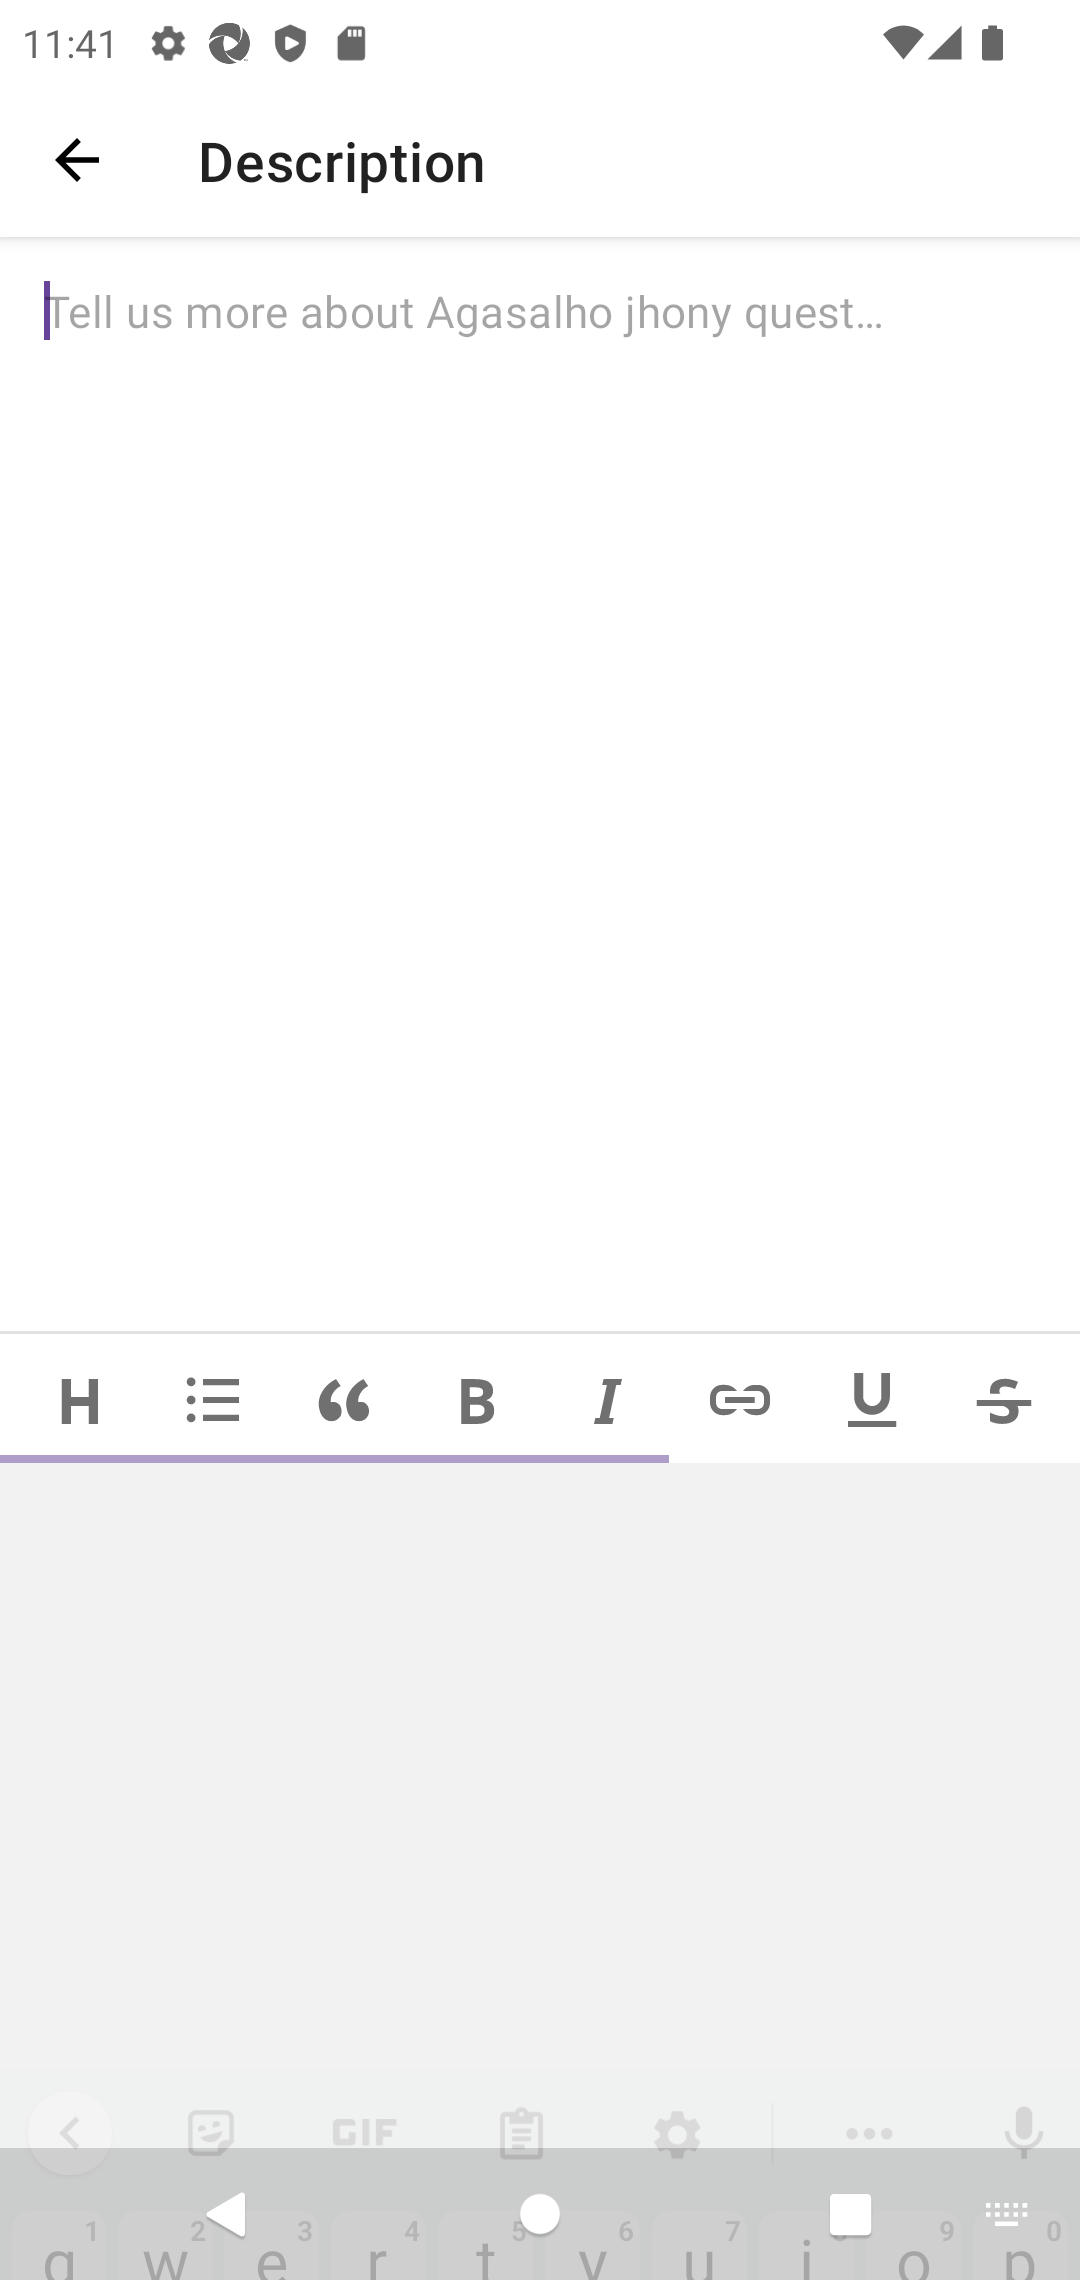 11:41
Description
Tell us more about Agasalho jhony quest…
H B I U S
GIF
1 2 3 4 5 6 7 9 0
q w e r t y u i o p